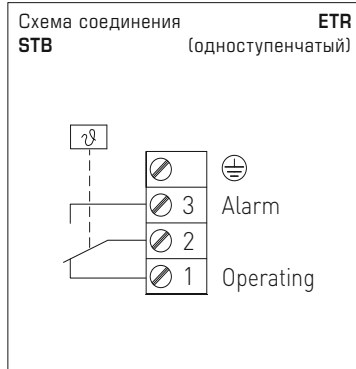 Схема соединения ETR
STB (одноступенчатый)
ϑ
3 Alarm
2
1 Operating